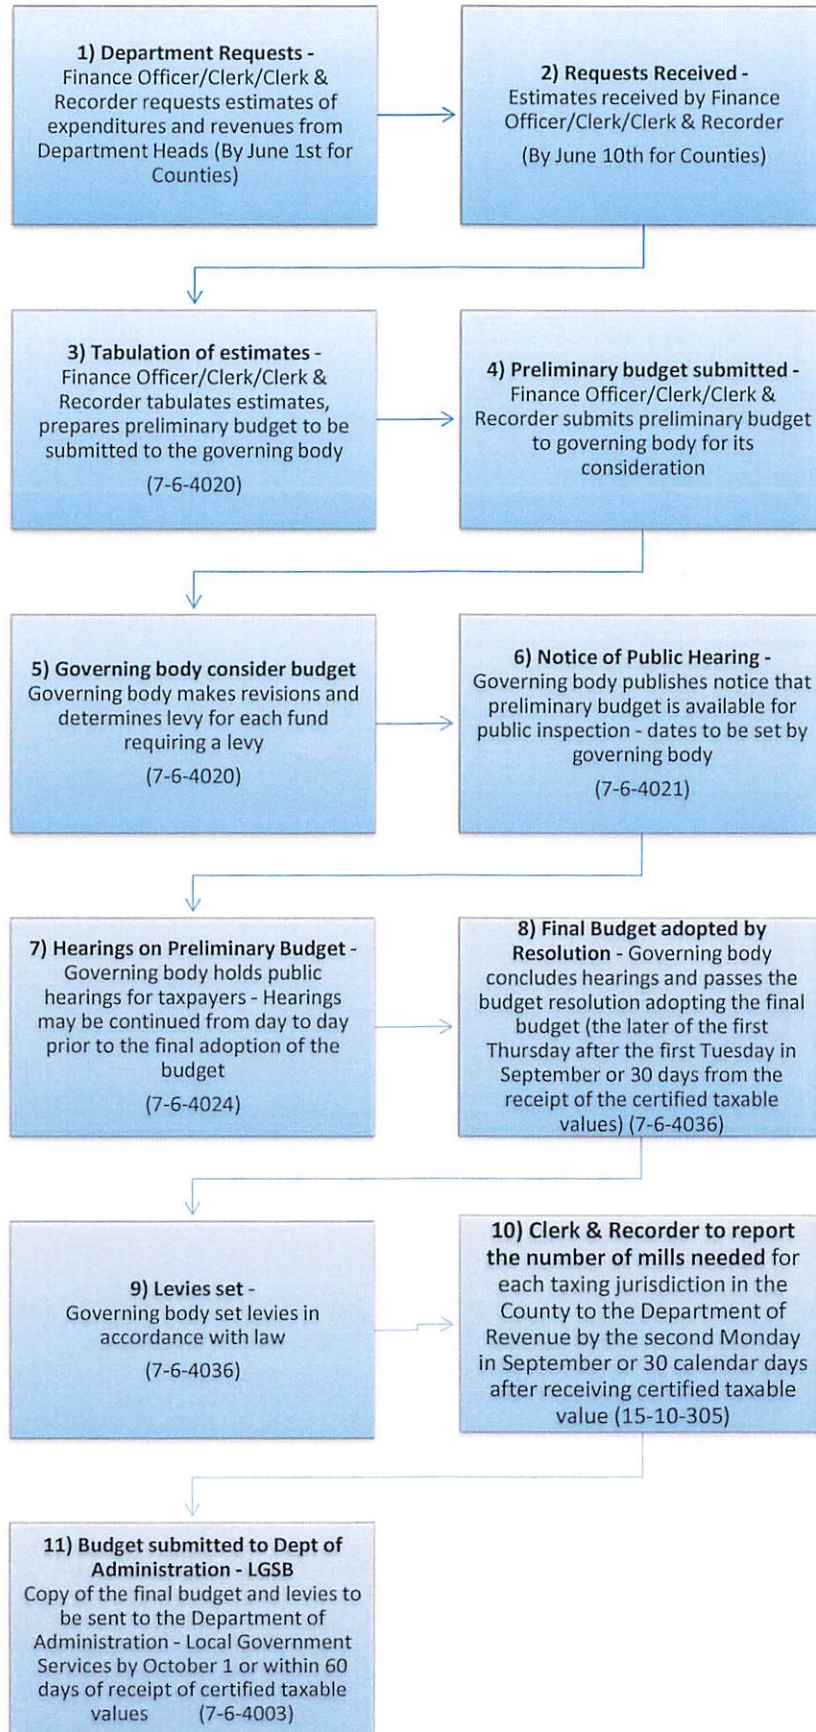 1) Department Requests -
Finance Officer/Clerk/Clerk &
Recorder requests estimates of
expenditures and revenues from
Department Heads (By June 1st for
Counties)
2) Requests Received -
Estimates received by Finance
Officer/Clerk/Clerk & Recorder
(By June 10th for Counties)
3) Tabulation of estimates -
Finance Officer/Clerk/Clerk &
Recorder tabulates estimates,
prepares preliminary budget to be
submitted to the governing body
(7-6-4020)
4) Preliminary budget submitted -
Finance Officer/Clerk/Clerk &
Recorder submits preliminary budget
to governing body for its
consideration
5) Governing body consider budget
Governing body makes revisions and
determines levy for each fund
requiring a levy
(7-6-4020)
6) Notice of Public Hearing -
Governing body publishes notice that
preliminary budget is available for
public inspection - dates to be set by
governing body
(7-6-4021)
7) Hearings on Preliminary Budget -
Governing body holds public
hearings for taxpayers - Hearings
may be continued from day to day
prior to the final adoption of the
budget
(7-6-4024)
8) Final Budget adopted by
Resolution - Governing body
concludes hearings and passes the
budget resolution adopting the final
budget (the later of the first
Thursday after the first Tuesday in
September or 30 days from the
receipt of the certified taxable
values) (7-6-4036)
9) Levies set -
Governing body set levies in
accordance with law
(7-6-4036)
10) Clerk & Recorder to report
the number of mills needed for
each taxing jurisdiction in the
County to the Department of
Revenue by the second Monday
in September or 30 calendar days
after receiving certified taxable
value (15-10-305)
11) Budget submitted to Dept of
Administration - LGSB
Copy of the final budget and levies to
be sent to the Department of
Administration - Local Government
Services by October 1 or within 60
days of receipt of certified taxable
values (7-6-4003)